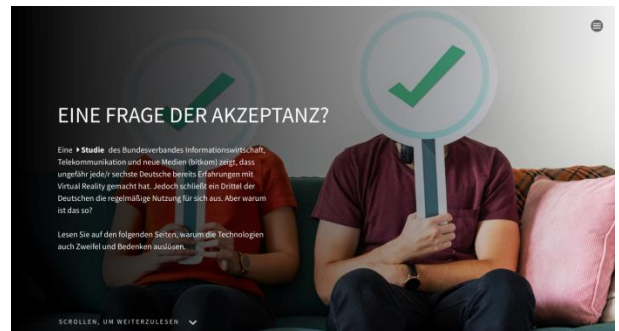 EINE FRAGE DER AKZEPTANZ?
Eine ▸Studie des Bundesverbandes Informationswirtschaft,
Telekommunikation und neue Medien (bitkom) zeigt, dass
ungefähr jede/r sechste Deutsche bereits Erfahrungen mit
Virtual Reality gemacht hat. Jedoch schließt ein Drittel der
Deutschen die regelmäßige Nutzung für sich aus. Aber warum
ist das so?
Lesen Sie auf den folgenden Seiten, warum die Technologien
auch Zweifel und Bedenken auslösen.
SCROLLEN, UM WEITERZULESEN